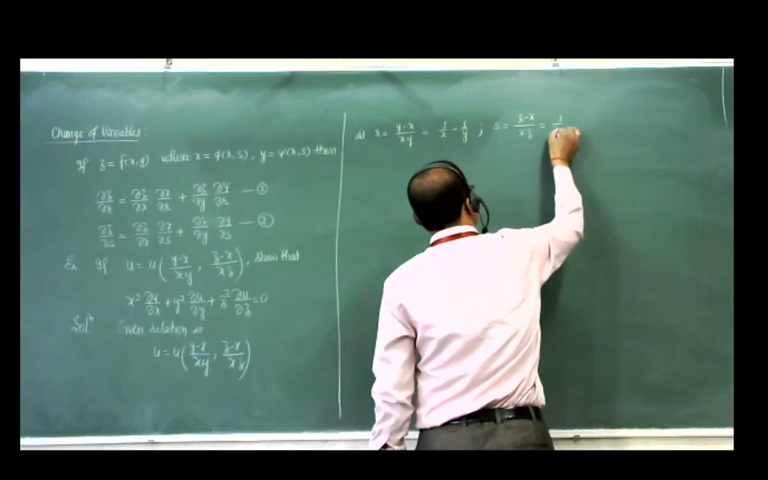 Change of Variables:
If z = f(x,y) where x = φ(r,s), y = ψ(r,s) then
∂z/∂r = ∂z/∂x ∂x/∂r + ∂z/∂y ∂y/∂r — ①
∂z/∂s = ∂z/∂x ∂x/∂s + ∂z/∂y ∂y/∂s — ②
Ex. If u = u( y-x/xy , z-x/xz ), show that
x² ∂u/∂x + y² ∂u/∂y + z² ∂u/∂z = 0
Solⁿ Given relation is
u = u( y-x/xy , z-x/xz )
let r = y-x/xy = 1/x - 1/y ; s = z-x/xz = 1